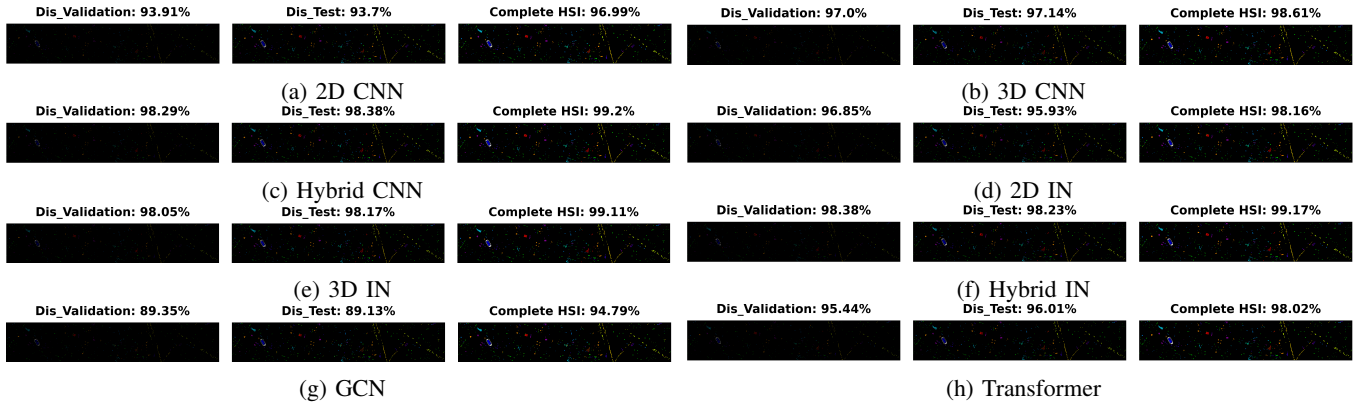 Dis_Validation: 93.91% Dis_Test: 93.7% Complete HSI: 96.99% Dis_Validation: 97.0% Dis_Test: 97.14% Complete HSI: 98.61%
(a) 2D CNN (b) 3D CNN
Dis_Validation: 98.29% Dis_Test: 98.38% Complete HSI: 99.2% Dis_Validation: 96.85% Dis_Test: 95.93% Complete HSI: 98.16%
(c) Hybrid CNN (d) 2D IN
Dis_Validation: 98.05% Dis_Test: 98.17% Complete HSI: 99.11% Dis_Validation: 98.38% Dis_Test: 98.23% Complete HSI: 99.17%
(e) 3D IN (f) Hybrid IN
Dis_Validation: 89.35% Dis_Test: 89.13% Complete HSI: 94.79% Dis_Validation: 95.44% Dis_Test: 96.01% Complete HSI: 98.02%
(g) GCN (h) Transformer